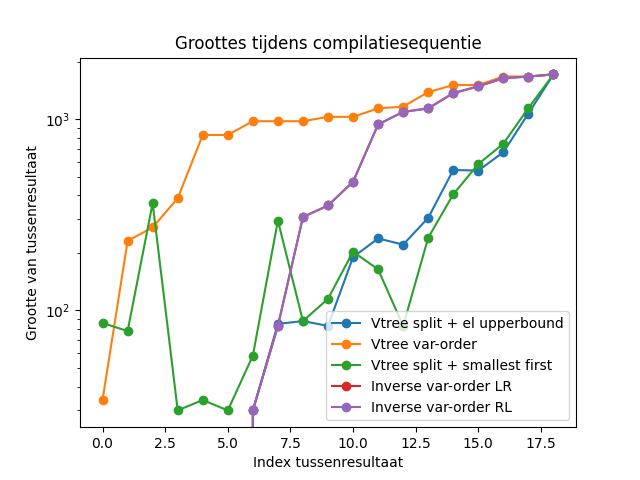 Groottes tijdens compilatiesequentie
Grootte van tussenresultaat
10³
10²
Vtree split + el upperbound
Vtree var-order
Vtree split + smallest first
Inverse var-order LR
Inverse var-order RL
0.0 2.5 5.0 7.5 10.0 12.5 15.0 17.5
Index tussenresultaat